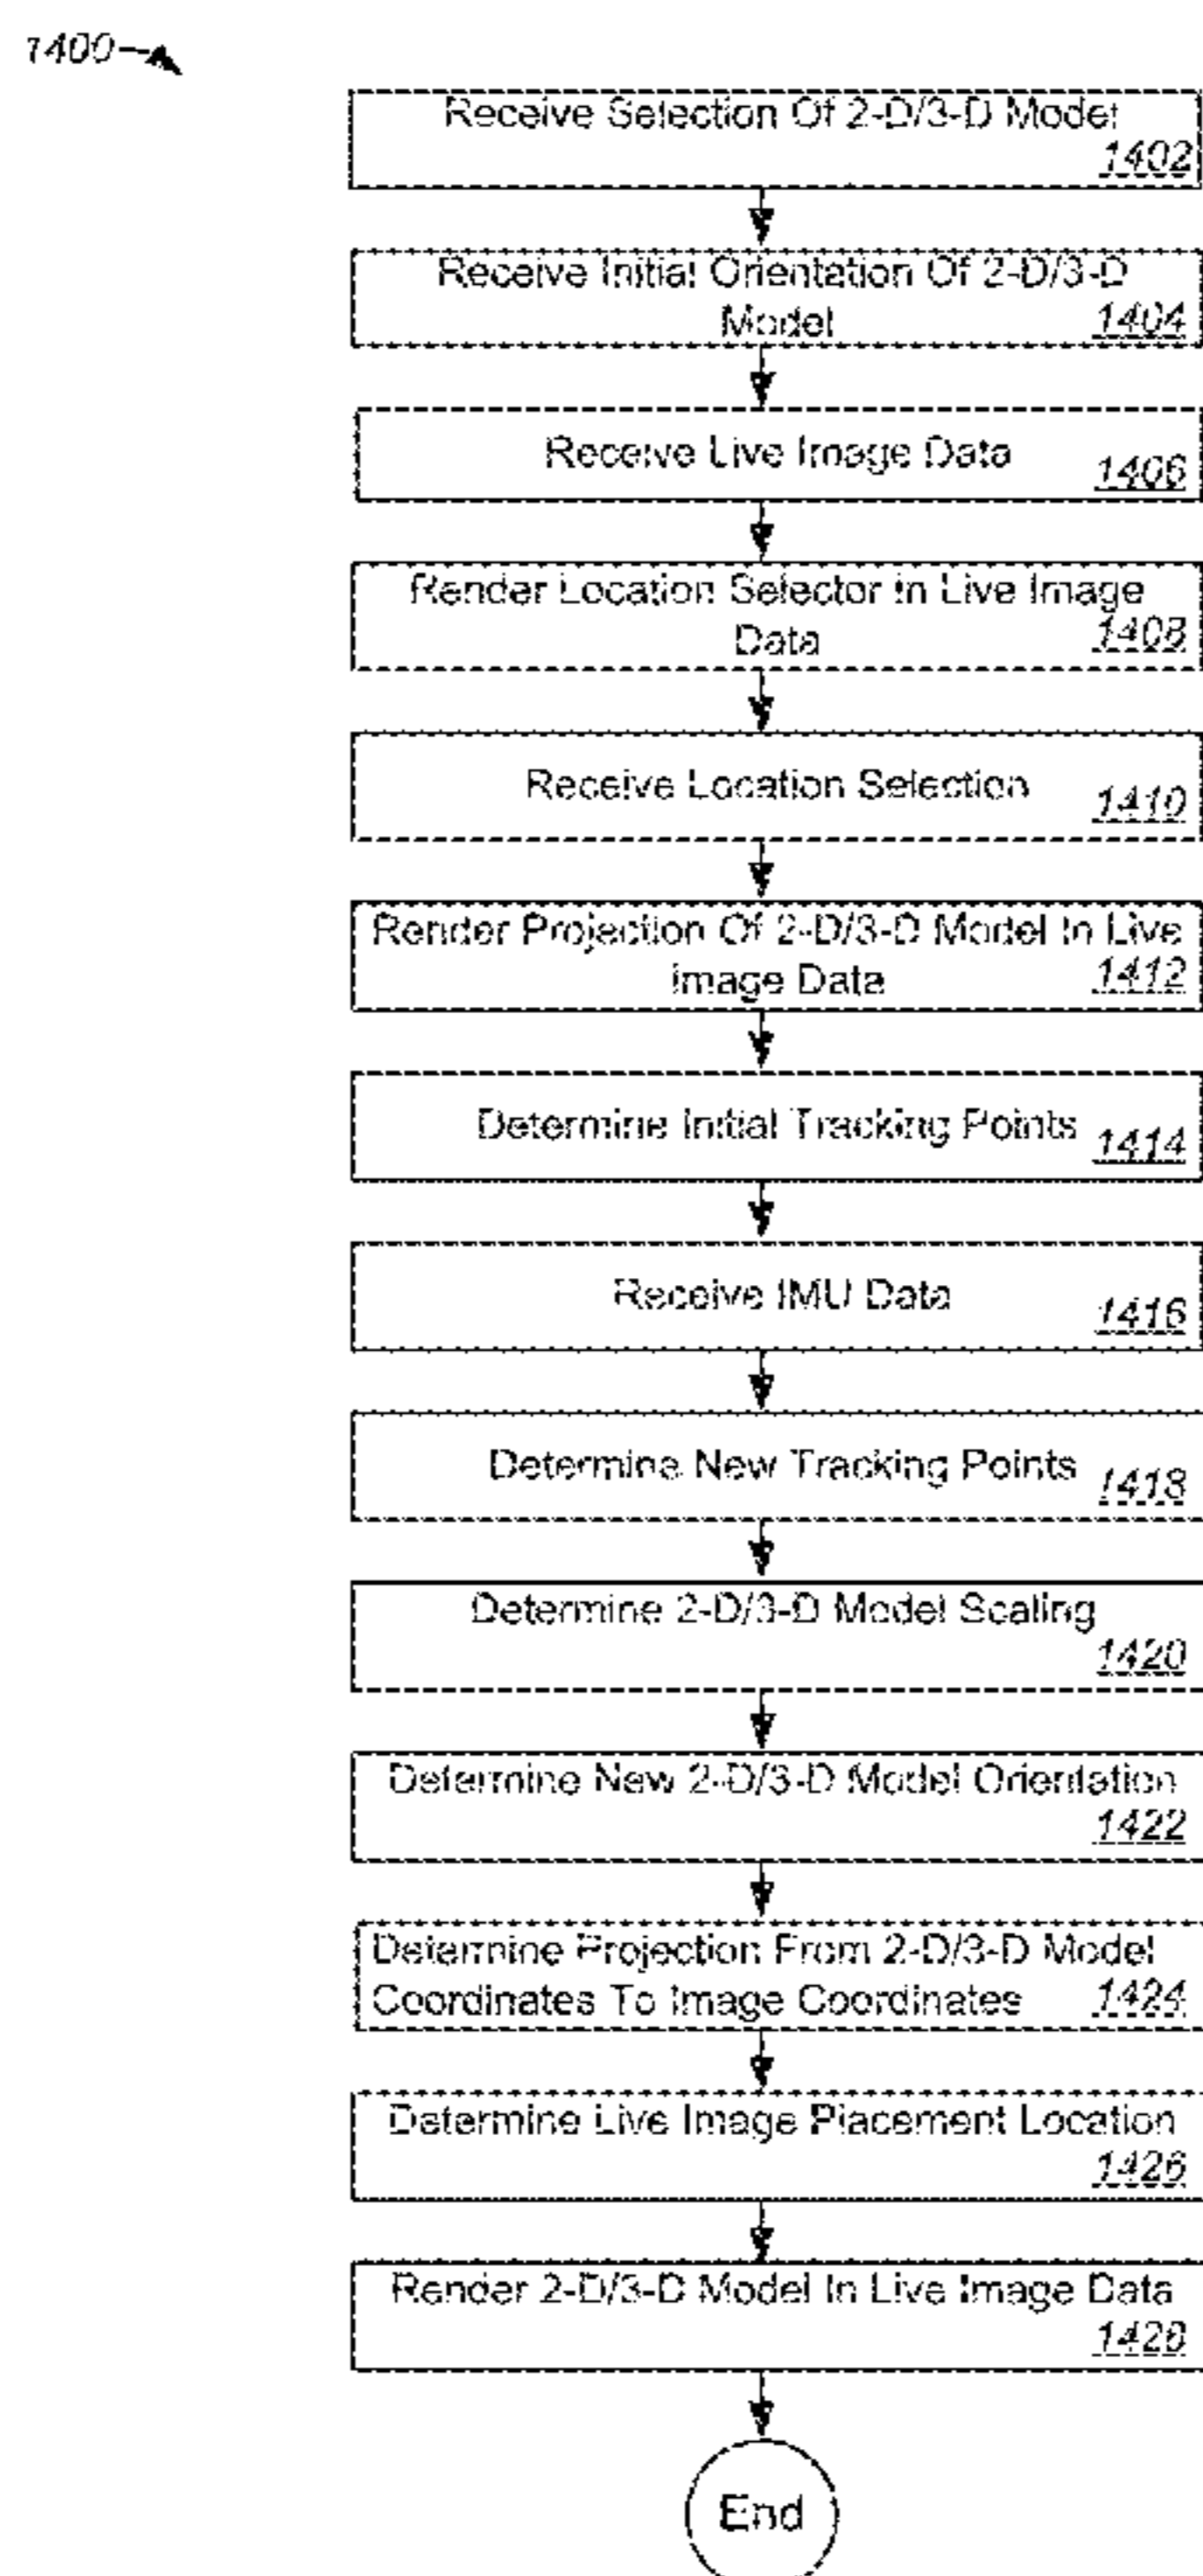 1400
Receive Selection Of 2-D/3-D Model
1402
Receive Initial Orientation Of 2-D/3-D
Model 1404
Receive Live Image Data 1406
Render Location Selector In Live Image
Data 1408
Receive Location Selection 1410
Render Projection Of 2-D/3-D Model In Live
Image Data 1412
Determine Initial Tracking Points 1414
Receive IMU Data 1416
Determine New Tracking Points 1418
Determine 2-D/3-D Model Scaling
1420
Determine New 2-D/3-D Model Orientation
1422
Determine Projection From 2-D/3-D Model
Coordinates To Image Coordinates 1424
Determine Live Image Placement Location
1426
Render 2-D/3-D Model In Live Image Data
1428
End